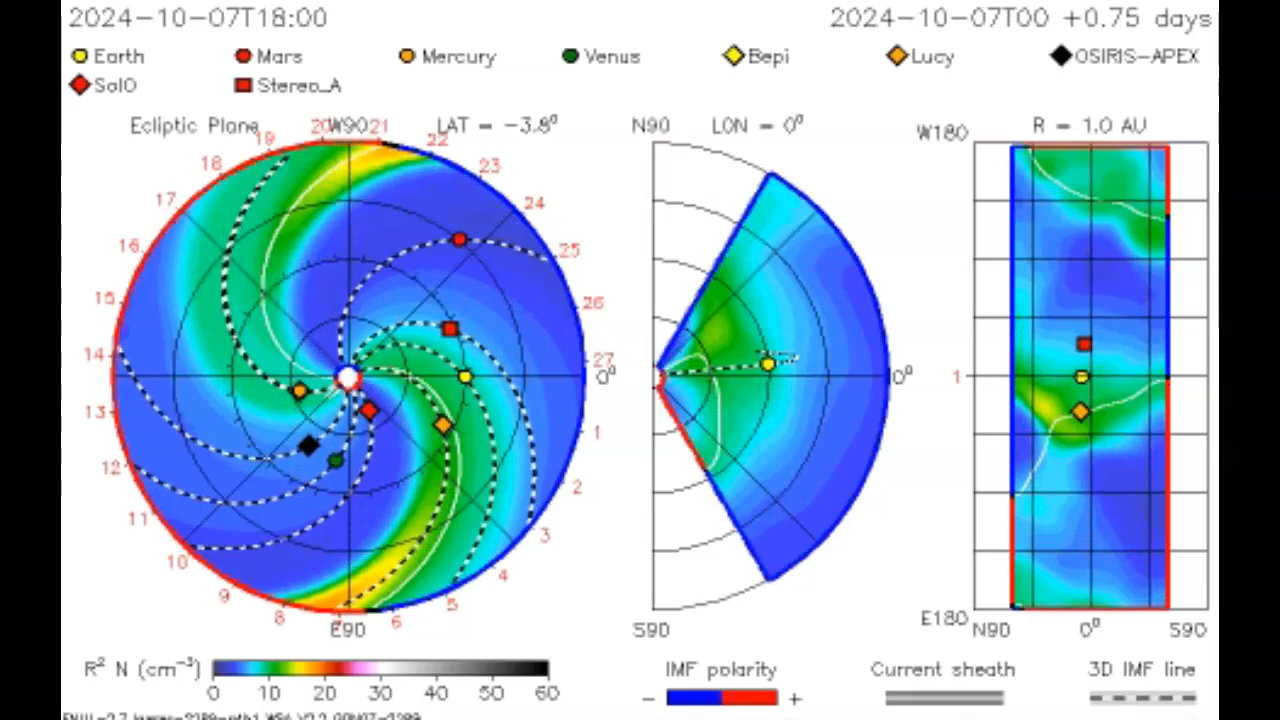 2024-10-07T18:00 2024-10-07T00 +0.75 days
Earth Mars Mercury Venus Bepi Lucy OSIRIS-APEX
SolO Stereo_A
Ecliptic Plane W90 LAT = -3.8° N90 LON = 0° W180 R = 1.0 AU
19 20 21 22
18 23
17 24
16 25
15 26
14 27 0° 0° 1
13 1
12 2
11 3
10 4
9 5
8 7 6
E90 S90 E180 N90 0° S90
R² N (cm⁻³) IMF polarity Current sheath 3D IMF line
0 10 20 30 40 50 60 - +